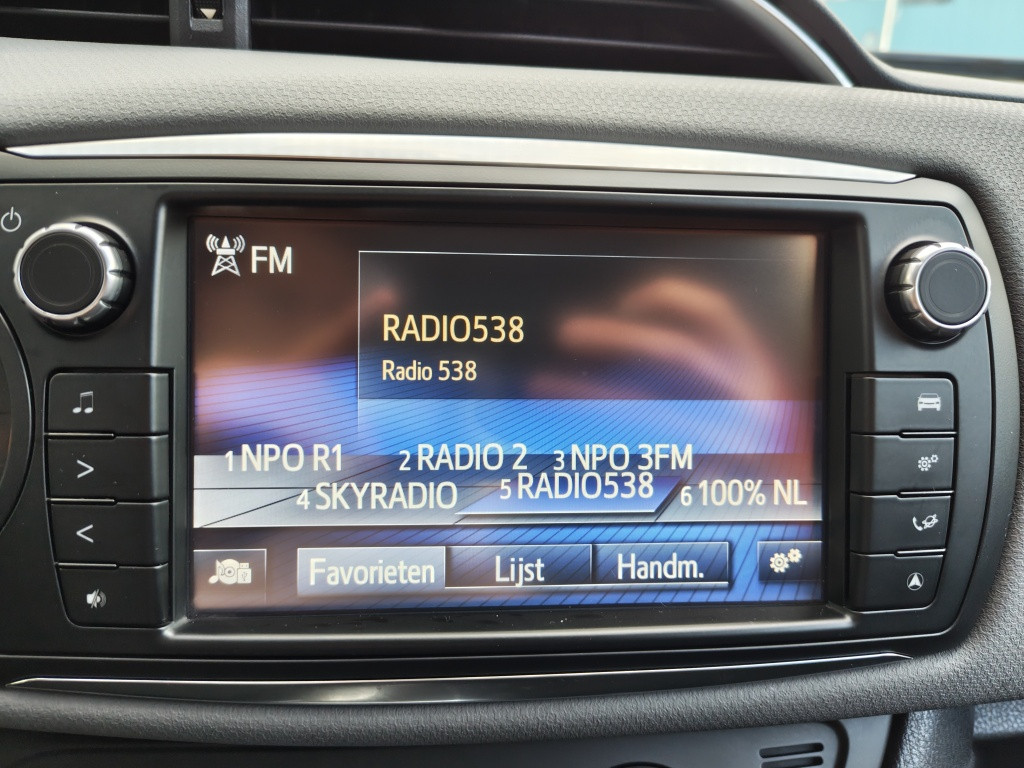 FM
RADIO538
Radio 538
1 NPO R1 2 RADIO 2 3 NPO 3FM
4 SKYRADIO 5 RADIO538 6 100% NL
Favorieten Lijst Handm.